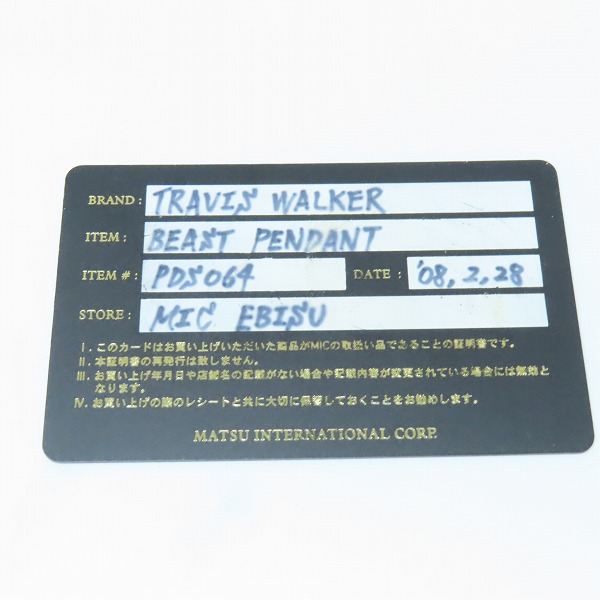 BRAND : TRAVIS WALKER
ITEM : BEAST PENDANT
ITEM # : PDS064 DATE : '08, 2, 28
STORE : MIC EBISU
I. このカードはお買い上げいただいた商品がMICの取扱い品であることの証明書です。
II. 本証明書の再発行は致しません。
III. お買い上げ年月日や店舗名の記載がない場合や記載内容が変更されている場合には無効と
なります。
IV. お買い上げの際のレシートと共に大切に保管しておくことをお勧めします。
MATSU INTERNATIONAL CORP.